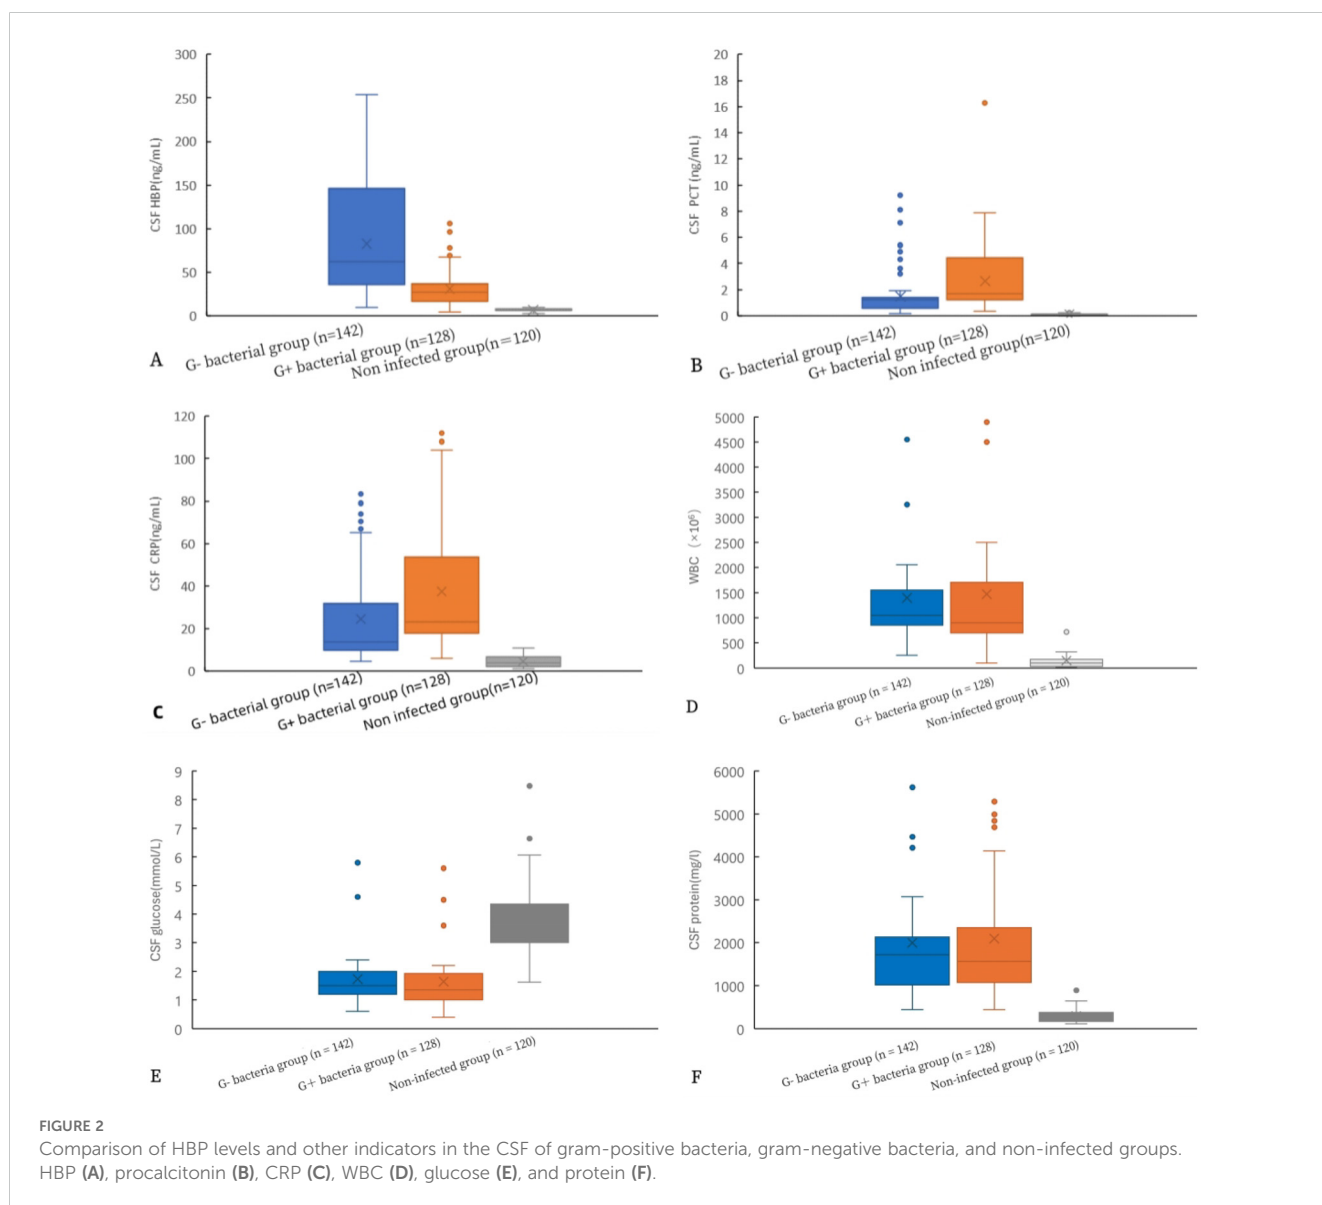 300
250
200
150
100
50
0
CSF HBP(ng/mL)
G- bacterial group (n=142)
G+ bacterial group (n=128)
Non infected group(n=120)
A
20
18
16
14
12
10
8
6
4
2
0
CSF PCT (ng/mL)
G- bacterial group (n=142)
G+ bacterial group (n=128)
Non infected group(n=120)
B
120
100
80
60
40
20
0
CSF CRP(ng/mL)
G- bacterial group (n=142)
G+ bacterial group (n=128)
Non infected group(n=120)
C
5000
4500
4000
3500
3000
2500
2000
1500
1000
500
0
WBC (×10⁶)
G- bacteria group (n = 142)
G+ bacteria group (n = 128)
Non-infected group (n = 120)
D
9
8
7
6
5
4
3
2
1
0
CSF glucose(mmol/L)
G- bacteria group (n = 142)
G+ bacteria group (n = 128)
Non-infected group (n = 120)
E
6000
5000
4000
3000
2000
1000
0
CSF protein(mg/l)
G- bacteria group (n = 142)
G+ bacteria group (n = 128)
Non-infected group (n = 120)
F
FIGURE 2
Comparison of HBP levels and other indicators in the CSF of gram-positive bacteria, gram-negative bacteria, and non-infected groups.
HBP (A), procalcitonin (B), CRP (C), WBC (D), glucose (E), and protein (F).